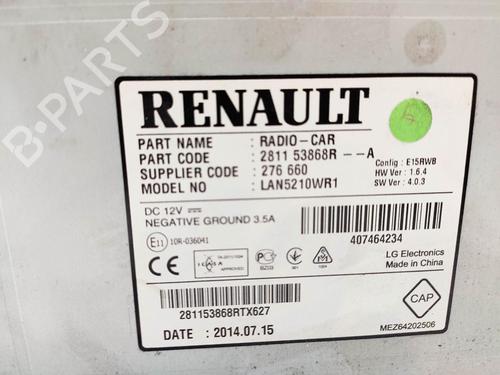 RENAULT
PART NAME : RADIO-CAR
PART CODE : 2811 53868R --A
SUPPLIER CODE : 276 660
MODEL NO : LAN5210WR1
Config : E15RWB
HW Ver : 1.6.4
SW Ver : 4.0.3
DC 12V
NEGATIVE GROUND 3.5A
407464234
E11 10R-036041
LG Electronics
Made in China
CE
ICASA
APPROVED
281153868RTX627
CAP
DATE : 2014.07.15
MEZ64202506
B-PARTS